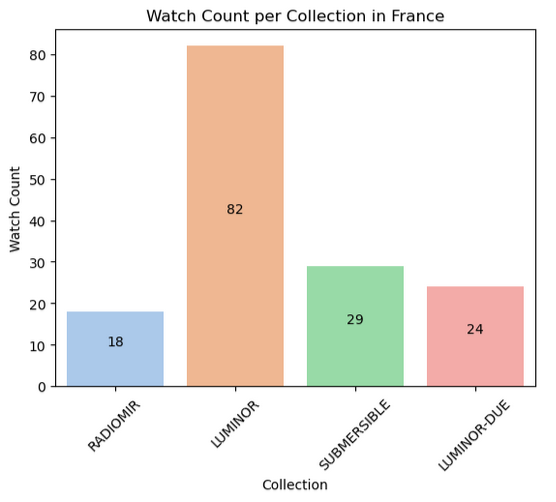 Watch Count per Collection in France
Watch Count
80
70
60
50
40
30
20
10
0
18
82
29
24
RADIOMIR
LUMINOR
SUBMERSIBLE
LUMINOR-DUE
Collection